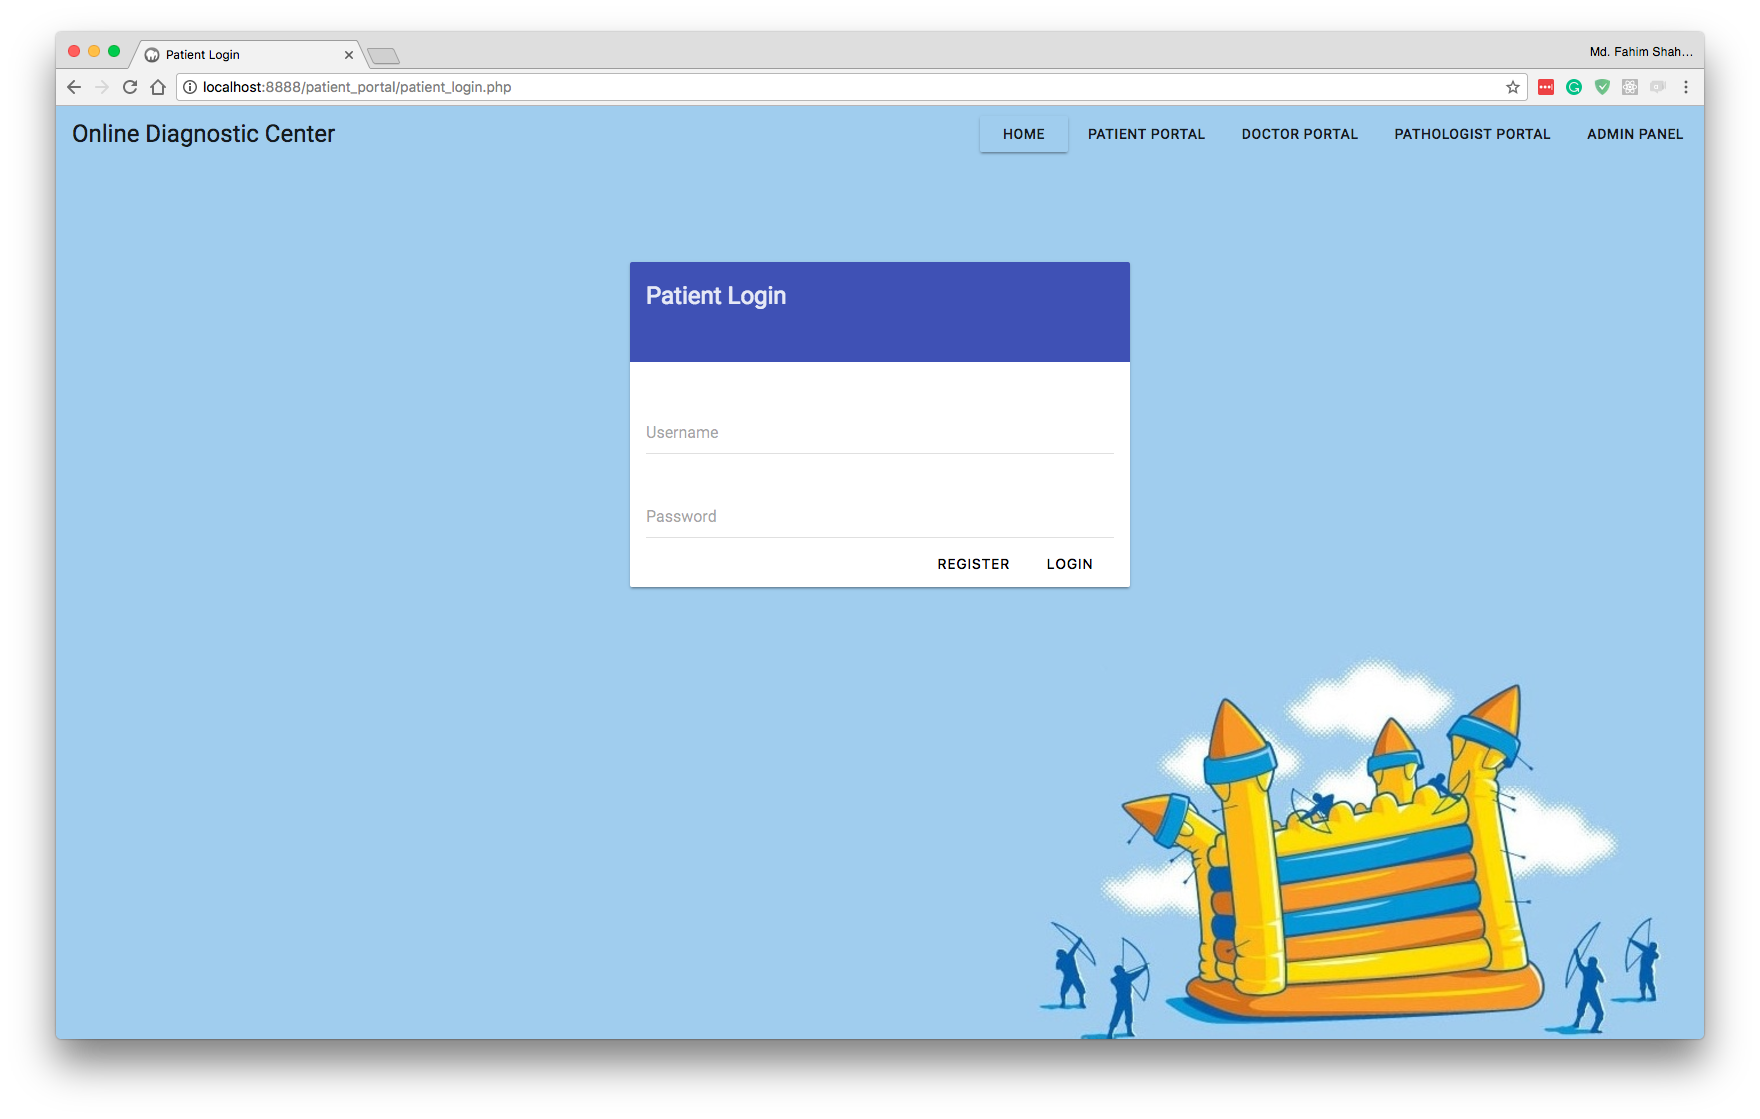 Patient Login
Md. Fahim Shah...
localhost:8888/patient_portal/patient_login.php
Online Diagnostic Center
HOME
PATIENT PORTAL
DOCTOR PORTAL
PATHOLOGIST PORTAL
ADMIN PANEL
Patient Login
Username
Password
REGISTER
LOGIN